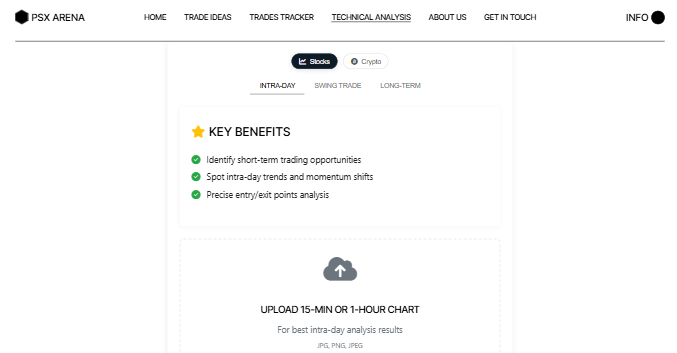 PSX ARENA HOME TRADE IDEAS TRADES TRACKER TECHNICAL ANALYSIS ABOUT US GET IN TOUCH INFO
Stocks Crypto
INTRA-DAY SWING TRADE LONG-TERM
KEY BENEFITS
Identify short-term trading opportunities
Spot intra-day trends and momentum shifts
Precise entry/exit points analysis
UPLOAD 15-MIN OR 1-HOUR CHART
For best intra-day analysis results
JPG, PNG, JPEG